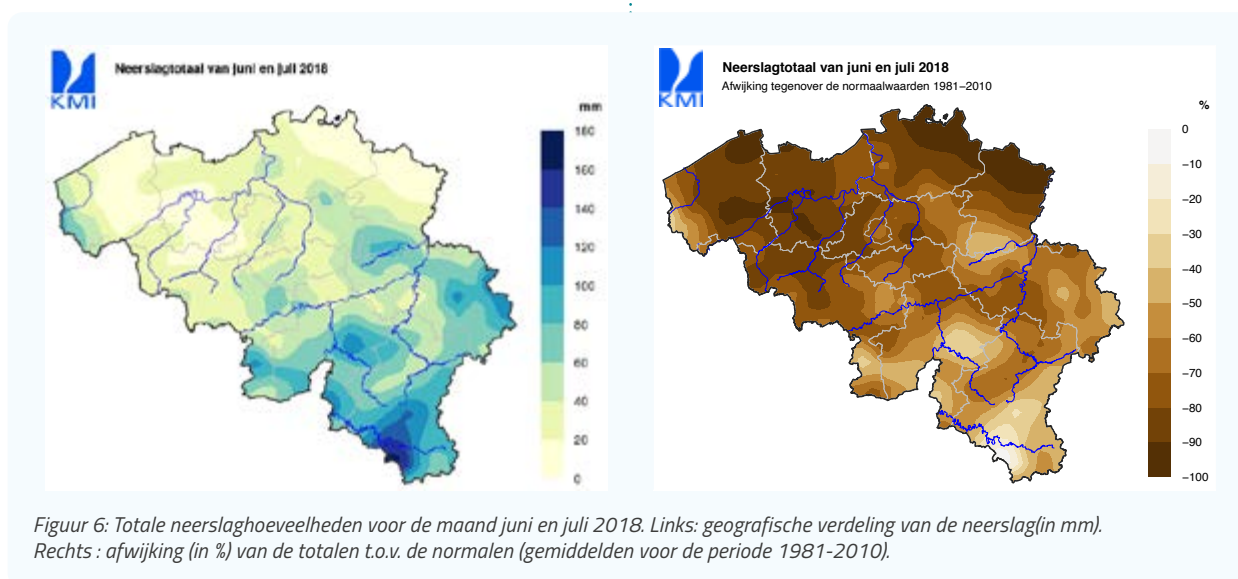 KMI
Neerslagtotaal van juni en juli 2018
mm
180
160
140
120
100
80
60
40
20
0
KMI
Neerslagtotaal van juni en juli 2018
Afwijking tegenover de normaalwaarden 1981–2010
%
0
−10
−20
−30
−40
−50
−60
−70
−80
−90
−100
Figuur 6: Totale neerslaghoeveelheden voor de maand juni en juli 2018. Links: geografische verdeling van de neerslag(in mm).
Rechts : afwijking (in %) van de totalen t.o.v. de normalen (gemiddelden voor de periode 1981-2010).